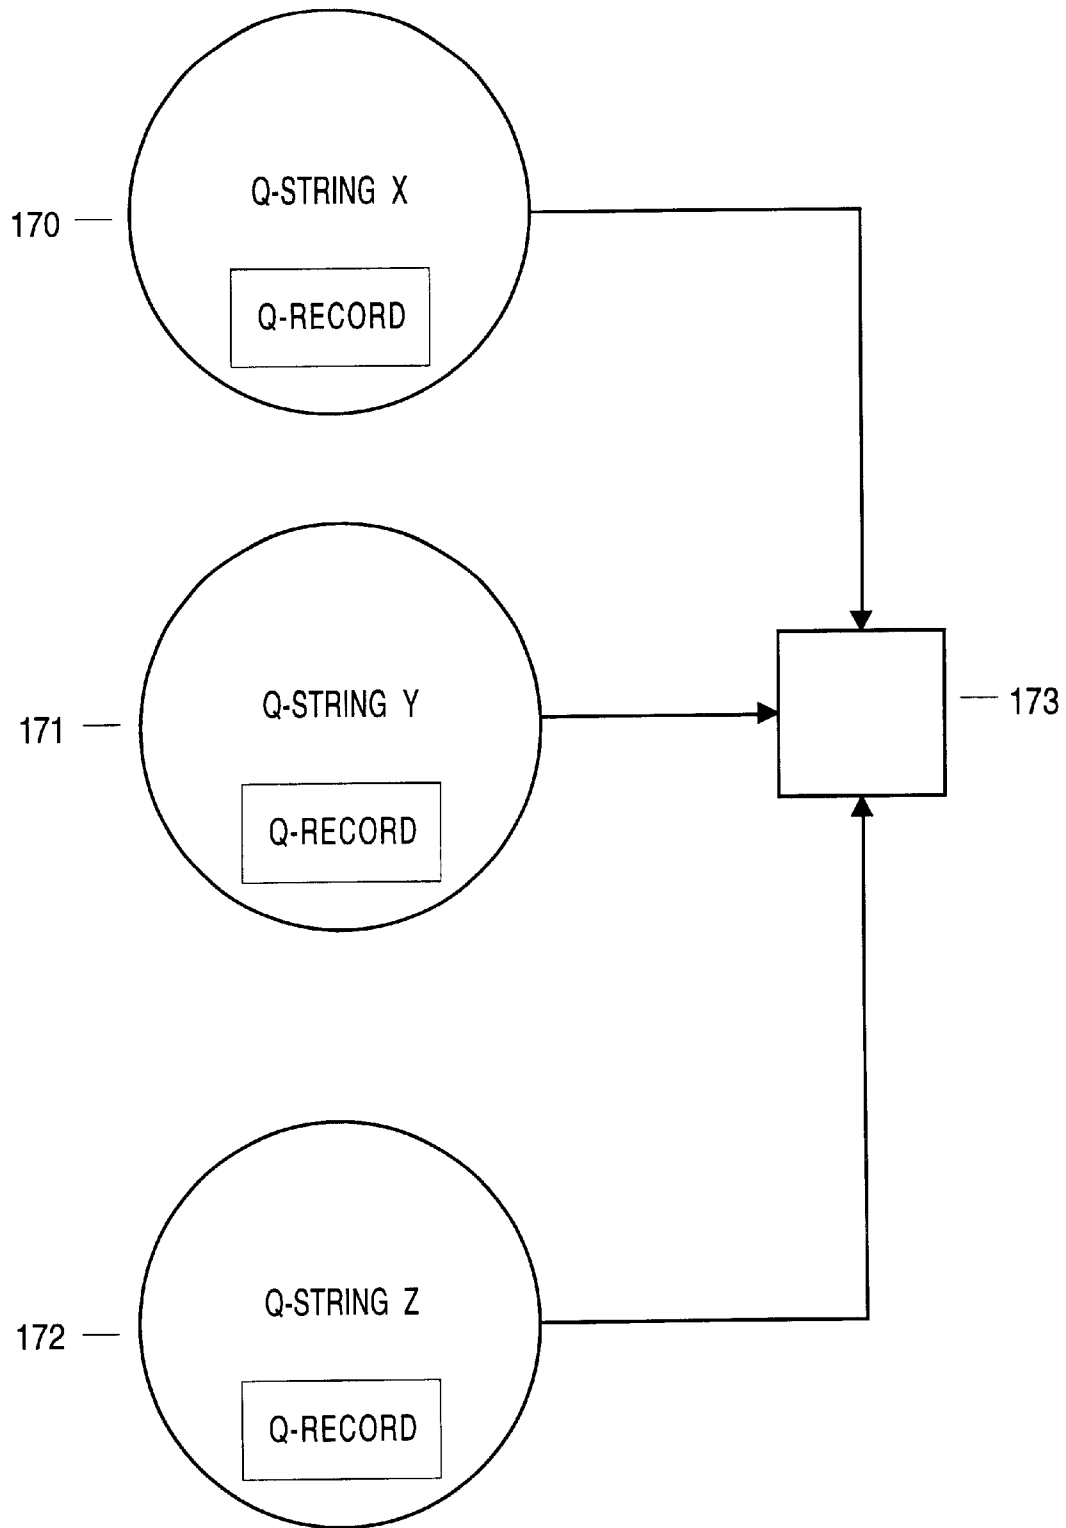 Q-STRING X
170
Q-RECORD
Q-STRING Y
171
173
Q-RECORD
Q-STRING Z
172
Q-RECORD